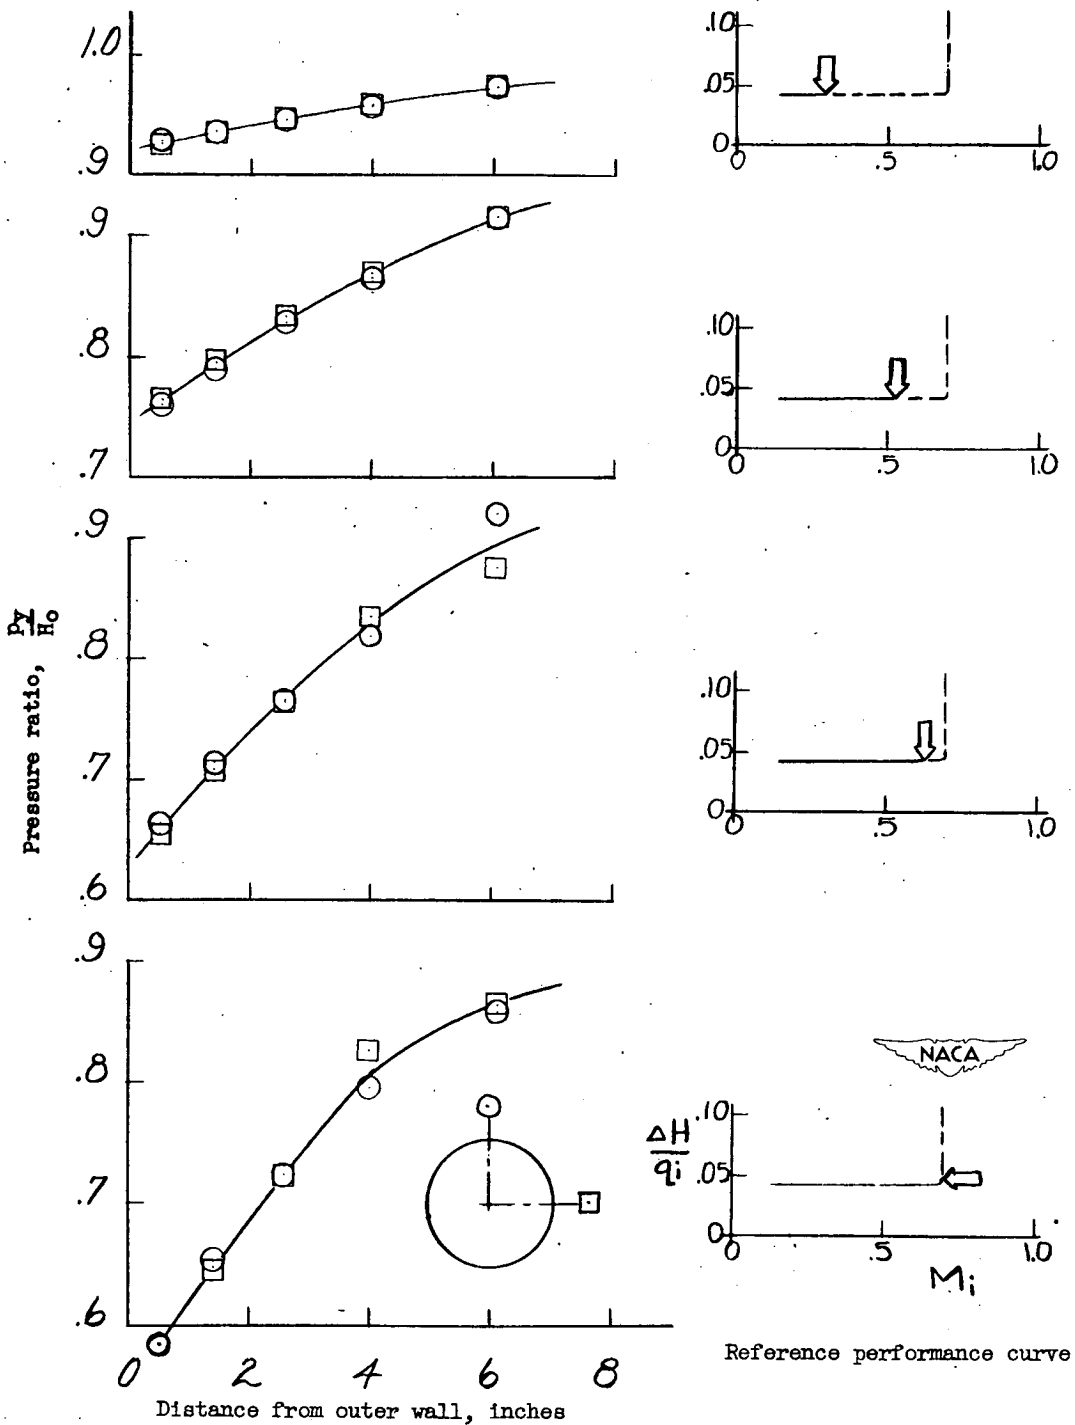 1.0
.9
.10
.05
0
0 .5 1.0
.9
.8
.7
.10
.05
0
0 .5 1.0
.9
.8
.7
.6
Pressure ratio, py/H₀
.10
.05
0
0 .5 1.0
.9
.8
.7
.6
0 2 4 6 8
Distance from outer wall, inches
NACA
ΔH/qi
.10
.05
0
0 .5 1.0
Mi
Reference performance curve